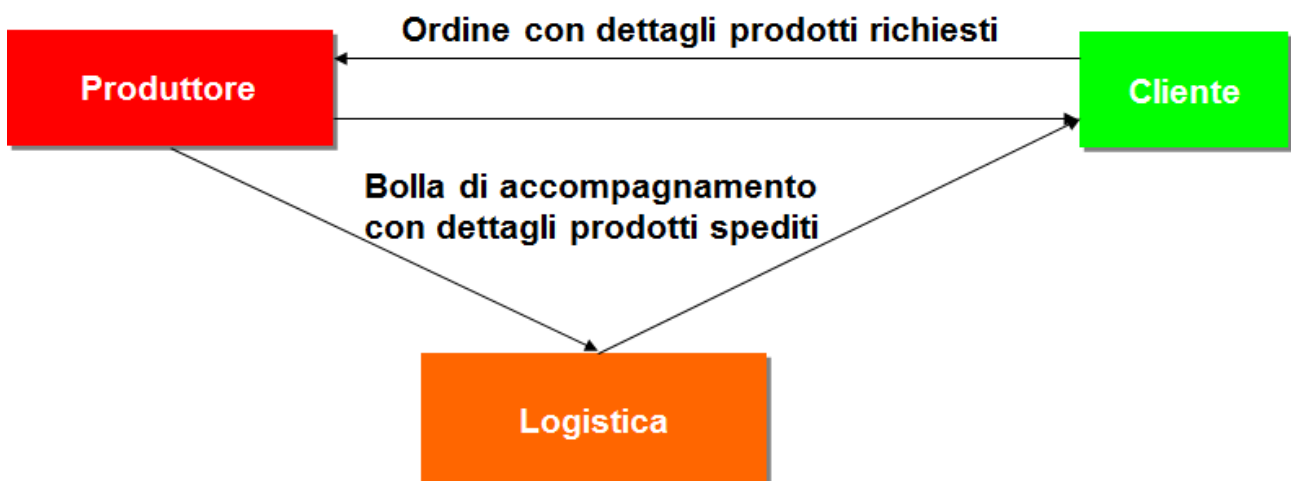 Ordine con dettagli prodotti richiesti
Produttore
Cliente
Bolla di accompagnamento
con dettagli prodotti spediti
Logistica